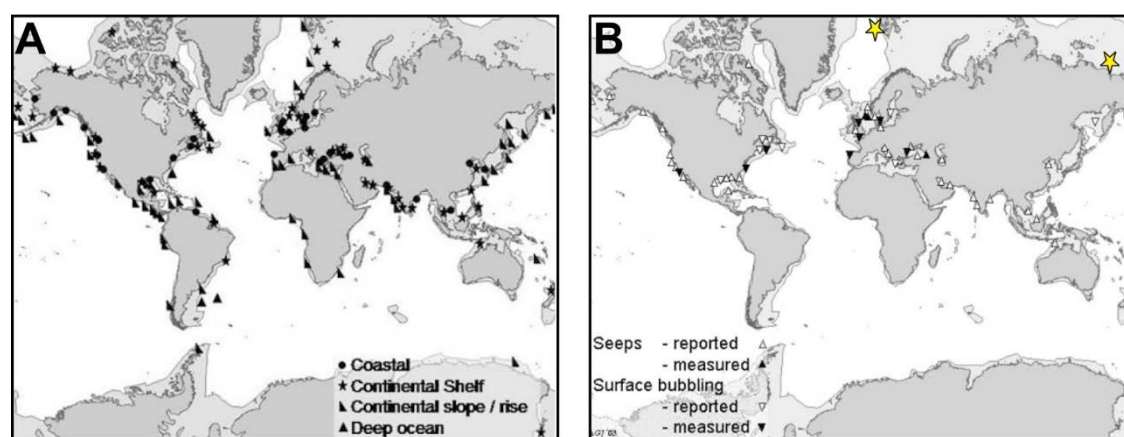 A
Coastal
Continental Shelf
Continental slope / rise
Deep ocean
B
Seeps - reported
- measured
Surface bubbling
- reported
- measured